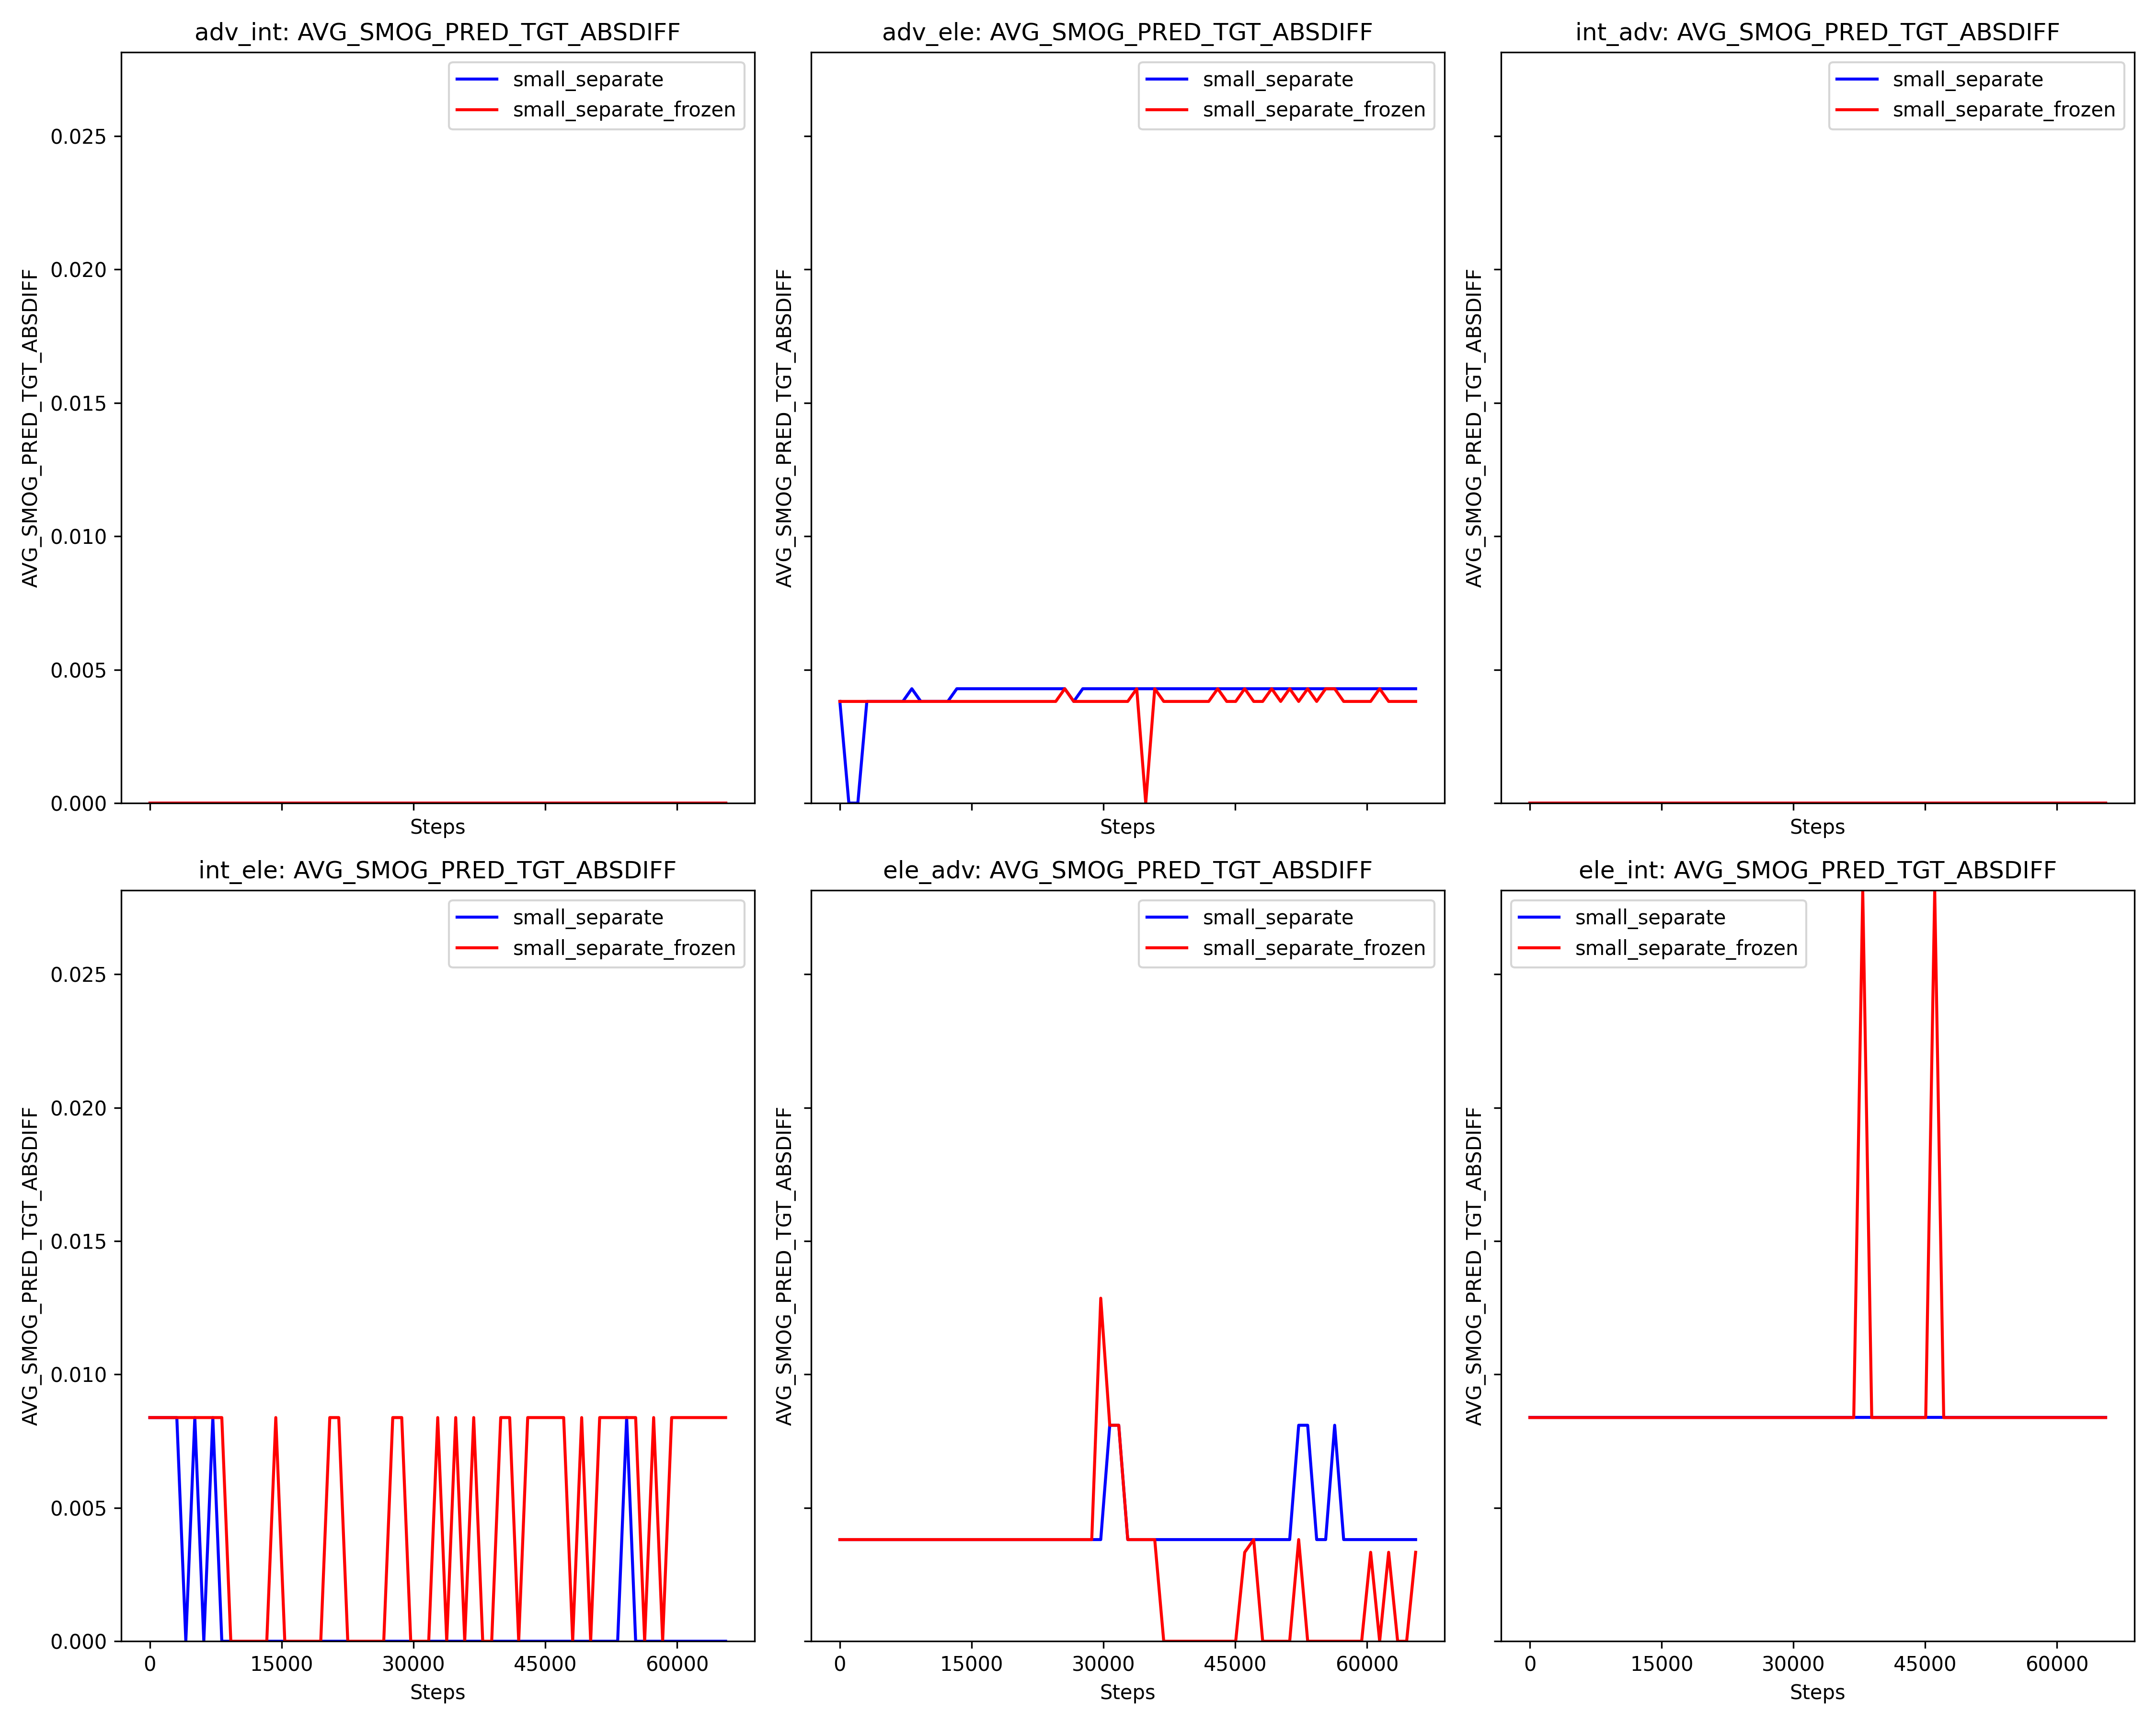 adv_int: AVG_SMOG_PRED_TGT_ABSDIFF
small_separate
small_separate_frozen
AVG_SMOG_PRED_TGT_ABSDIFF
0.025
0.020
0.015
0.010
0.005
0.000
Steps
adv_ele: AVG_SMOG_PRED_TGT_ABSDIFF
small_separate
small_separate_frozen
AVG_SMOG_PRED_TGT_ABSDIFF
Steps
int_adv: AVG_SMOG_PRED_TGT_ABSDIFF
small_separate
small_separate_frozen
AVG_SMOG_PRED_TGT_ABSDIFF
Steps
int_ele: AVG_SMOG_PRED_TGT_ABSDIFF
small_separate
small_separate_frozen
AVG_SMOG_PRED_TGT_ABSDIFF
0.025
0.020
0.015
0.010
0.005
0.000
0 15000 30000 45000 60000
Steps
ele_adv: AVG_SMOG_PRED_TGT_ABSDIFF
small_separate
small_separate_frozen
AVG_SMOG_PRED_TGT_ABSDIFF
0 15000 30000 45000 60000
Steps
ele_int: AVG_SMOG_PRED_TGT_ABSDIFF
small_separate
small_separate_frozen
AVG_SMOG_PRED_TGT_ABSDIFF
0 15000 30000 45000 60000
Steps